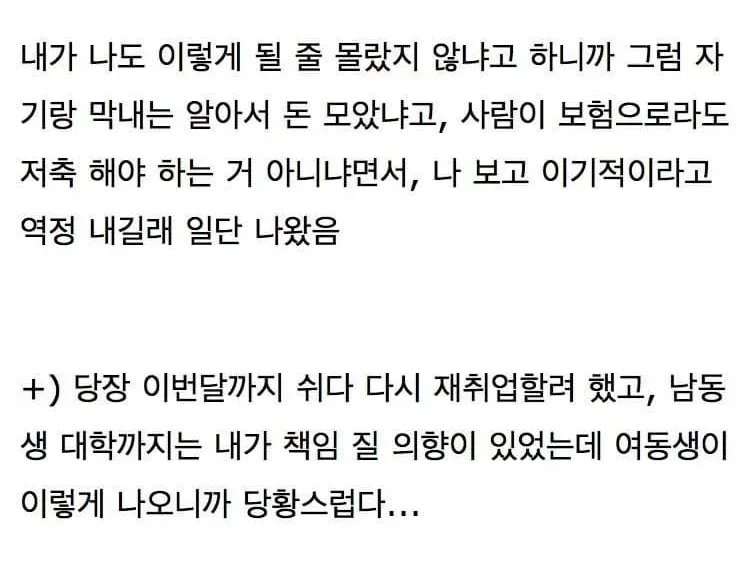 내가 나도 이렇게 될 줄 몰랐지 않냐고 하니까 그럼 자
기랑 막내는 알아서 돈 모았냐고, 사람이 보험으로라도
저축 해야 하는 거 아니냐면서, 나 보고 이기적이라고
역정 내길래 일단 나왔음
+) 당장 이번달까지 쉬다 다시 재취업할려 했고, 남동
생 대학까지는 내가 책임 질 의향이 있었는데 여동생이
이렇게 나오니까 당황스럽다...